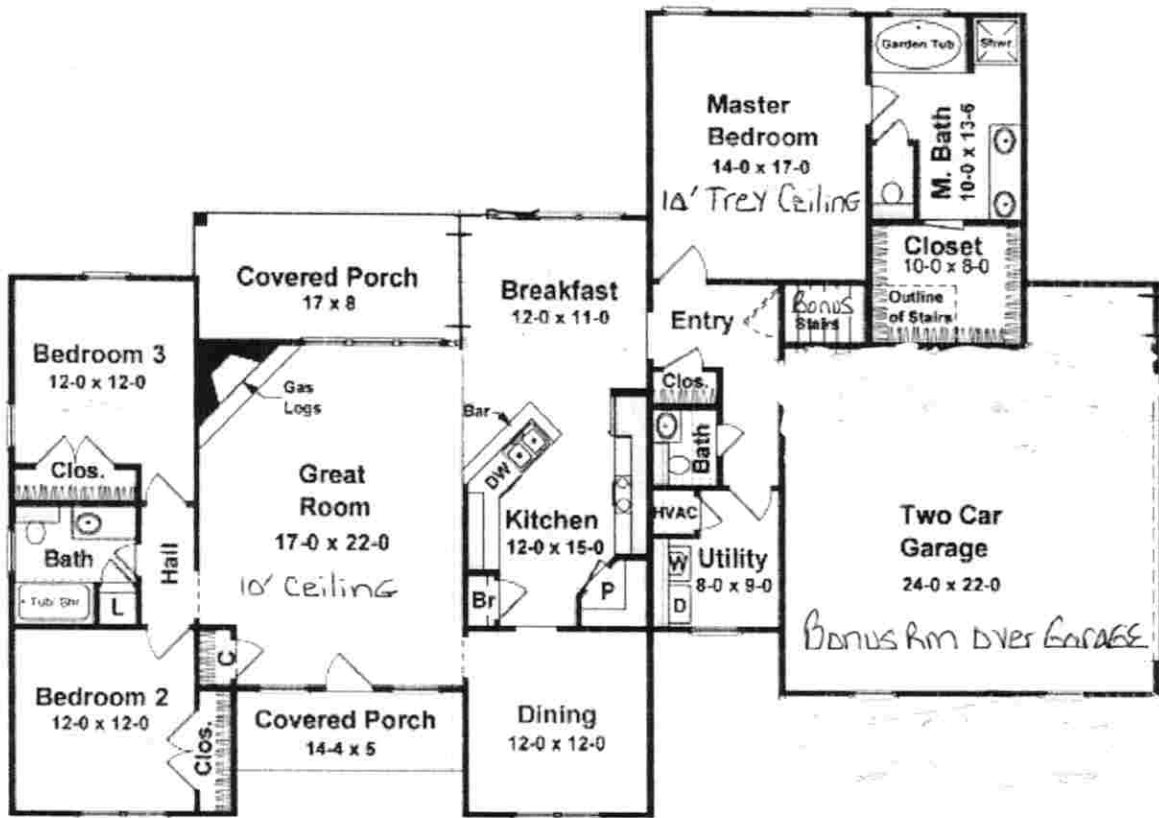 Garden Tub
Shwr.
Master
Bedroom
14-0 x 17-0
10' Trey Ceiling
M. Bath
10-0 x 13-6
Closet
10-0 x 8-0
Outline
of Stairs
Bonus
Stairs
Covered Porch
17 x 8
Breakfast
12-0 x 11-0
Entry
Bedroom 3
12-0 x 12-0
Gas
Logs
Clos.
Bar
Clos.
DW
Bath
Great
Room
17-0 x 22-0
10' Ceiling
Kitchen
12-0 x 15-0
HVAC
Utility
8-0 x 9-0
W
D
Two Car
Garage
24-0 x 22-0
Bonus Rm over Garage
Bath
Hall
Tub/Shr
L
Br
P
C
Bedroom 2
12-0 x 12-0
Clos.
Covered Porch
14-4 x 5
Dining
12-0 x 12-0